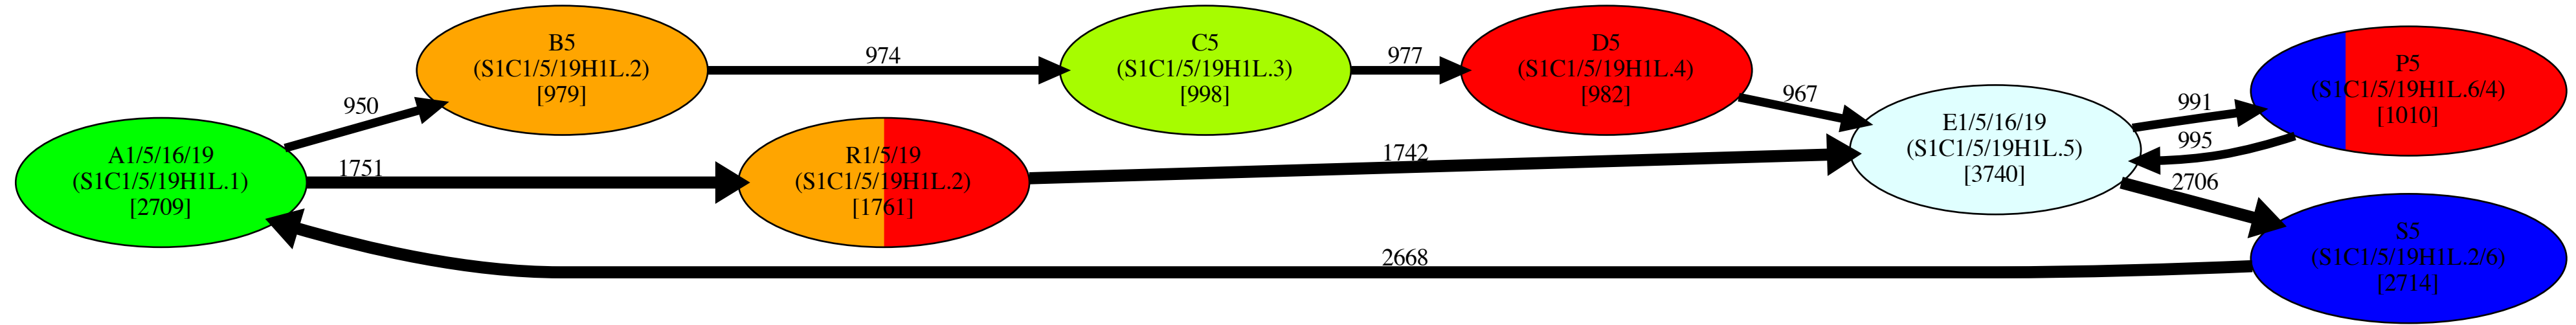 B5
(S1C1/5/19H1L.2)
[979]
974
C5
(S1C1/5/19H1L.3)
[998]
977
D5
(S1C1/5/19H1L.4)
[982]
967
950
A1/5/16/19
(S1C1/5/19H1L.1)
[2709]
1751
R1/5/19
(S1C1/5/19H1L.2)
[1761]
1742
E1/5/16/19
(S1C1/5/19H1L.5)
[3740]
991
995
P5
(S1C1/5/19H1L.6/4)
[1010]
2706
S5
(S1C1/5/19H1L.2/6)
[2714]
2668